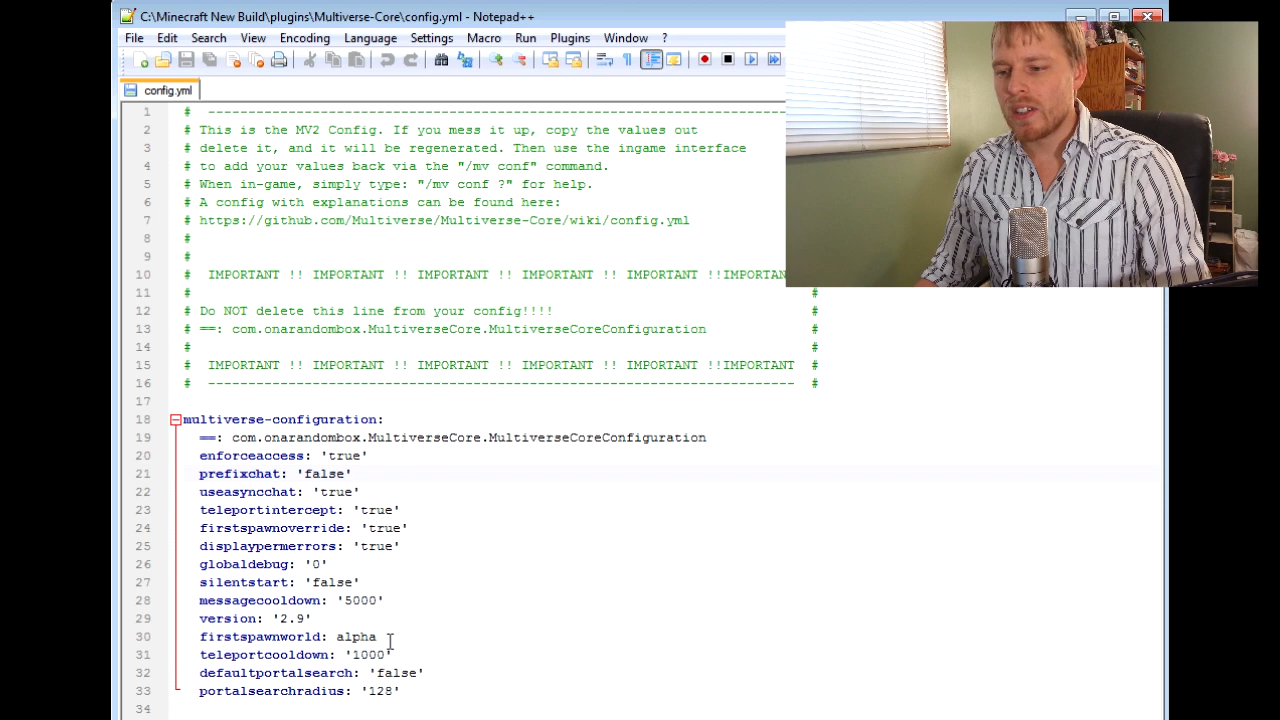 C:\Minecraft New Build\plugins\Multiverse-Core\config.yml - Notepad++
File Edit Search View Encoding Language Settings Macro Run Plugins Window ?
config.yml
1 # -------------------------------------------------------------------------
2 # This is the MV2 Config. If you mess it up, copy the values out
3 # delete it, and it will be regenerated. Then use the ingame interface
4 # to add your values back via the "/mv conf" command.
5 # When in-game, simply type: "/mv conf ?" for help.
6 # A config with explanations can be found here:
7 # https://github.com/Multiverse/Multiverse-Core/wiki/config.yml
8 #
9 #
10 # IMPORTANT !! IMPORTANT !! IMPORTANT !! IMPORTANT !! IMPORTANT !!IMPORTAN
11 # #
12 # Do NOT delete this line from your config!!!! #
13 # ==: com.onarandombox.MultiverseCore.MultiverseCoreConfiguration #
14 # #
15 # IMPORTANT !! IMPORTANT !! IMPORTANT !! IMPORTANT !! IMPORTANT !!IMPORTANT #
16 # ------------------------------------------------------------------------- #
17
18 multiverse-configuration:
19 ==: com.onarandombox.MultiverseCore.MultiverseCoreConfiguration
20 enforceaccess: 'true'
21 prefixchat: 'false'
22 useasyncchat: 'true'
23 teleportintercept: 'true'
24 firstspawnoverride: 'true'
25 displaypermerrors: 'true'
26 globaldebug: '0'
27 silentstart: 'false'
28 messagecooldown: '5000'
29 version: '2.9'
30 firstspawnworld: alpha
31 teleportcooldown: '1000'
32 defaultportalsearch: 'false'
33 portalsearchradius: '128'
34